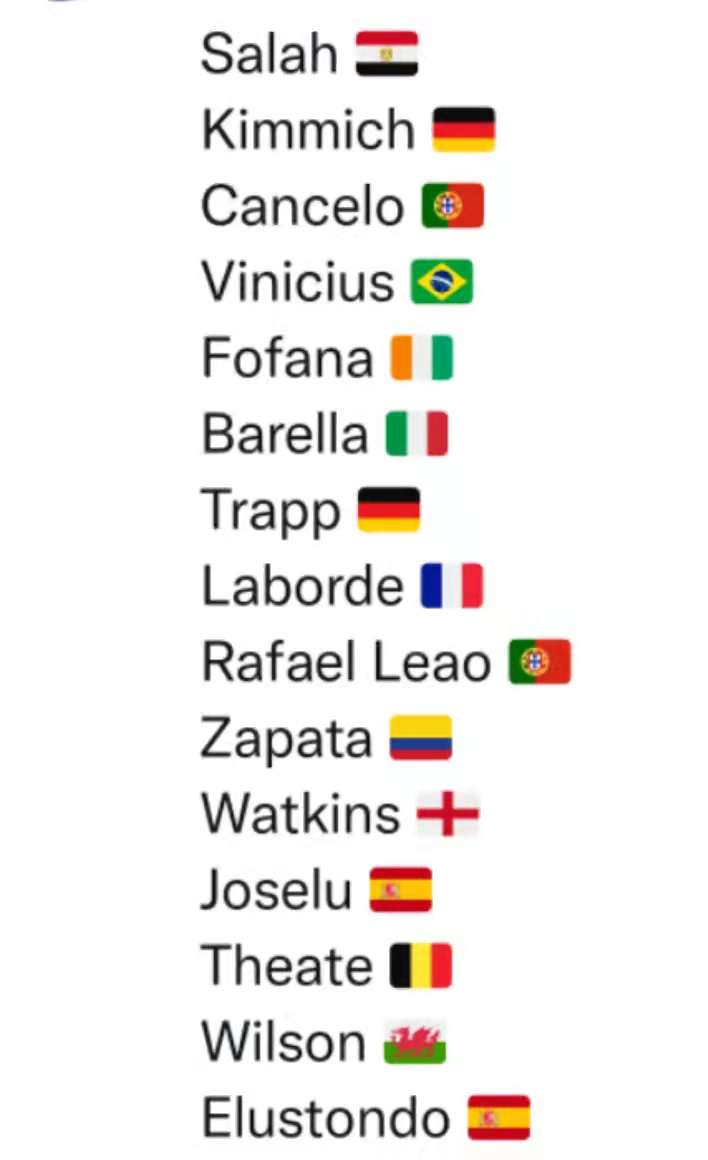 Salah 🇪🇬
Kimmich 🇩🇪
Cancelo 🇵🇹
Vinicius 🇧🇷
Fofana 🇨🇮
Barella 🇮🇹
Trapp 🇩🇪
Laborde 🇫🇷
Rafael Leao 🇵🇹
Zapata 🇨🇴
Watkins 🏴󠁧󠁢󠁥󠁮󠁧󠁿
Joselu 🇪🇸
Theate 🇧🇪
Wilson 🏴󠁧󠁢󠁷󠁬󠁳󠁿
Elustondo 🇪🇸